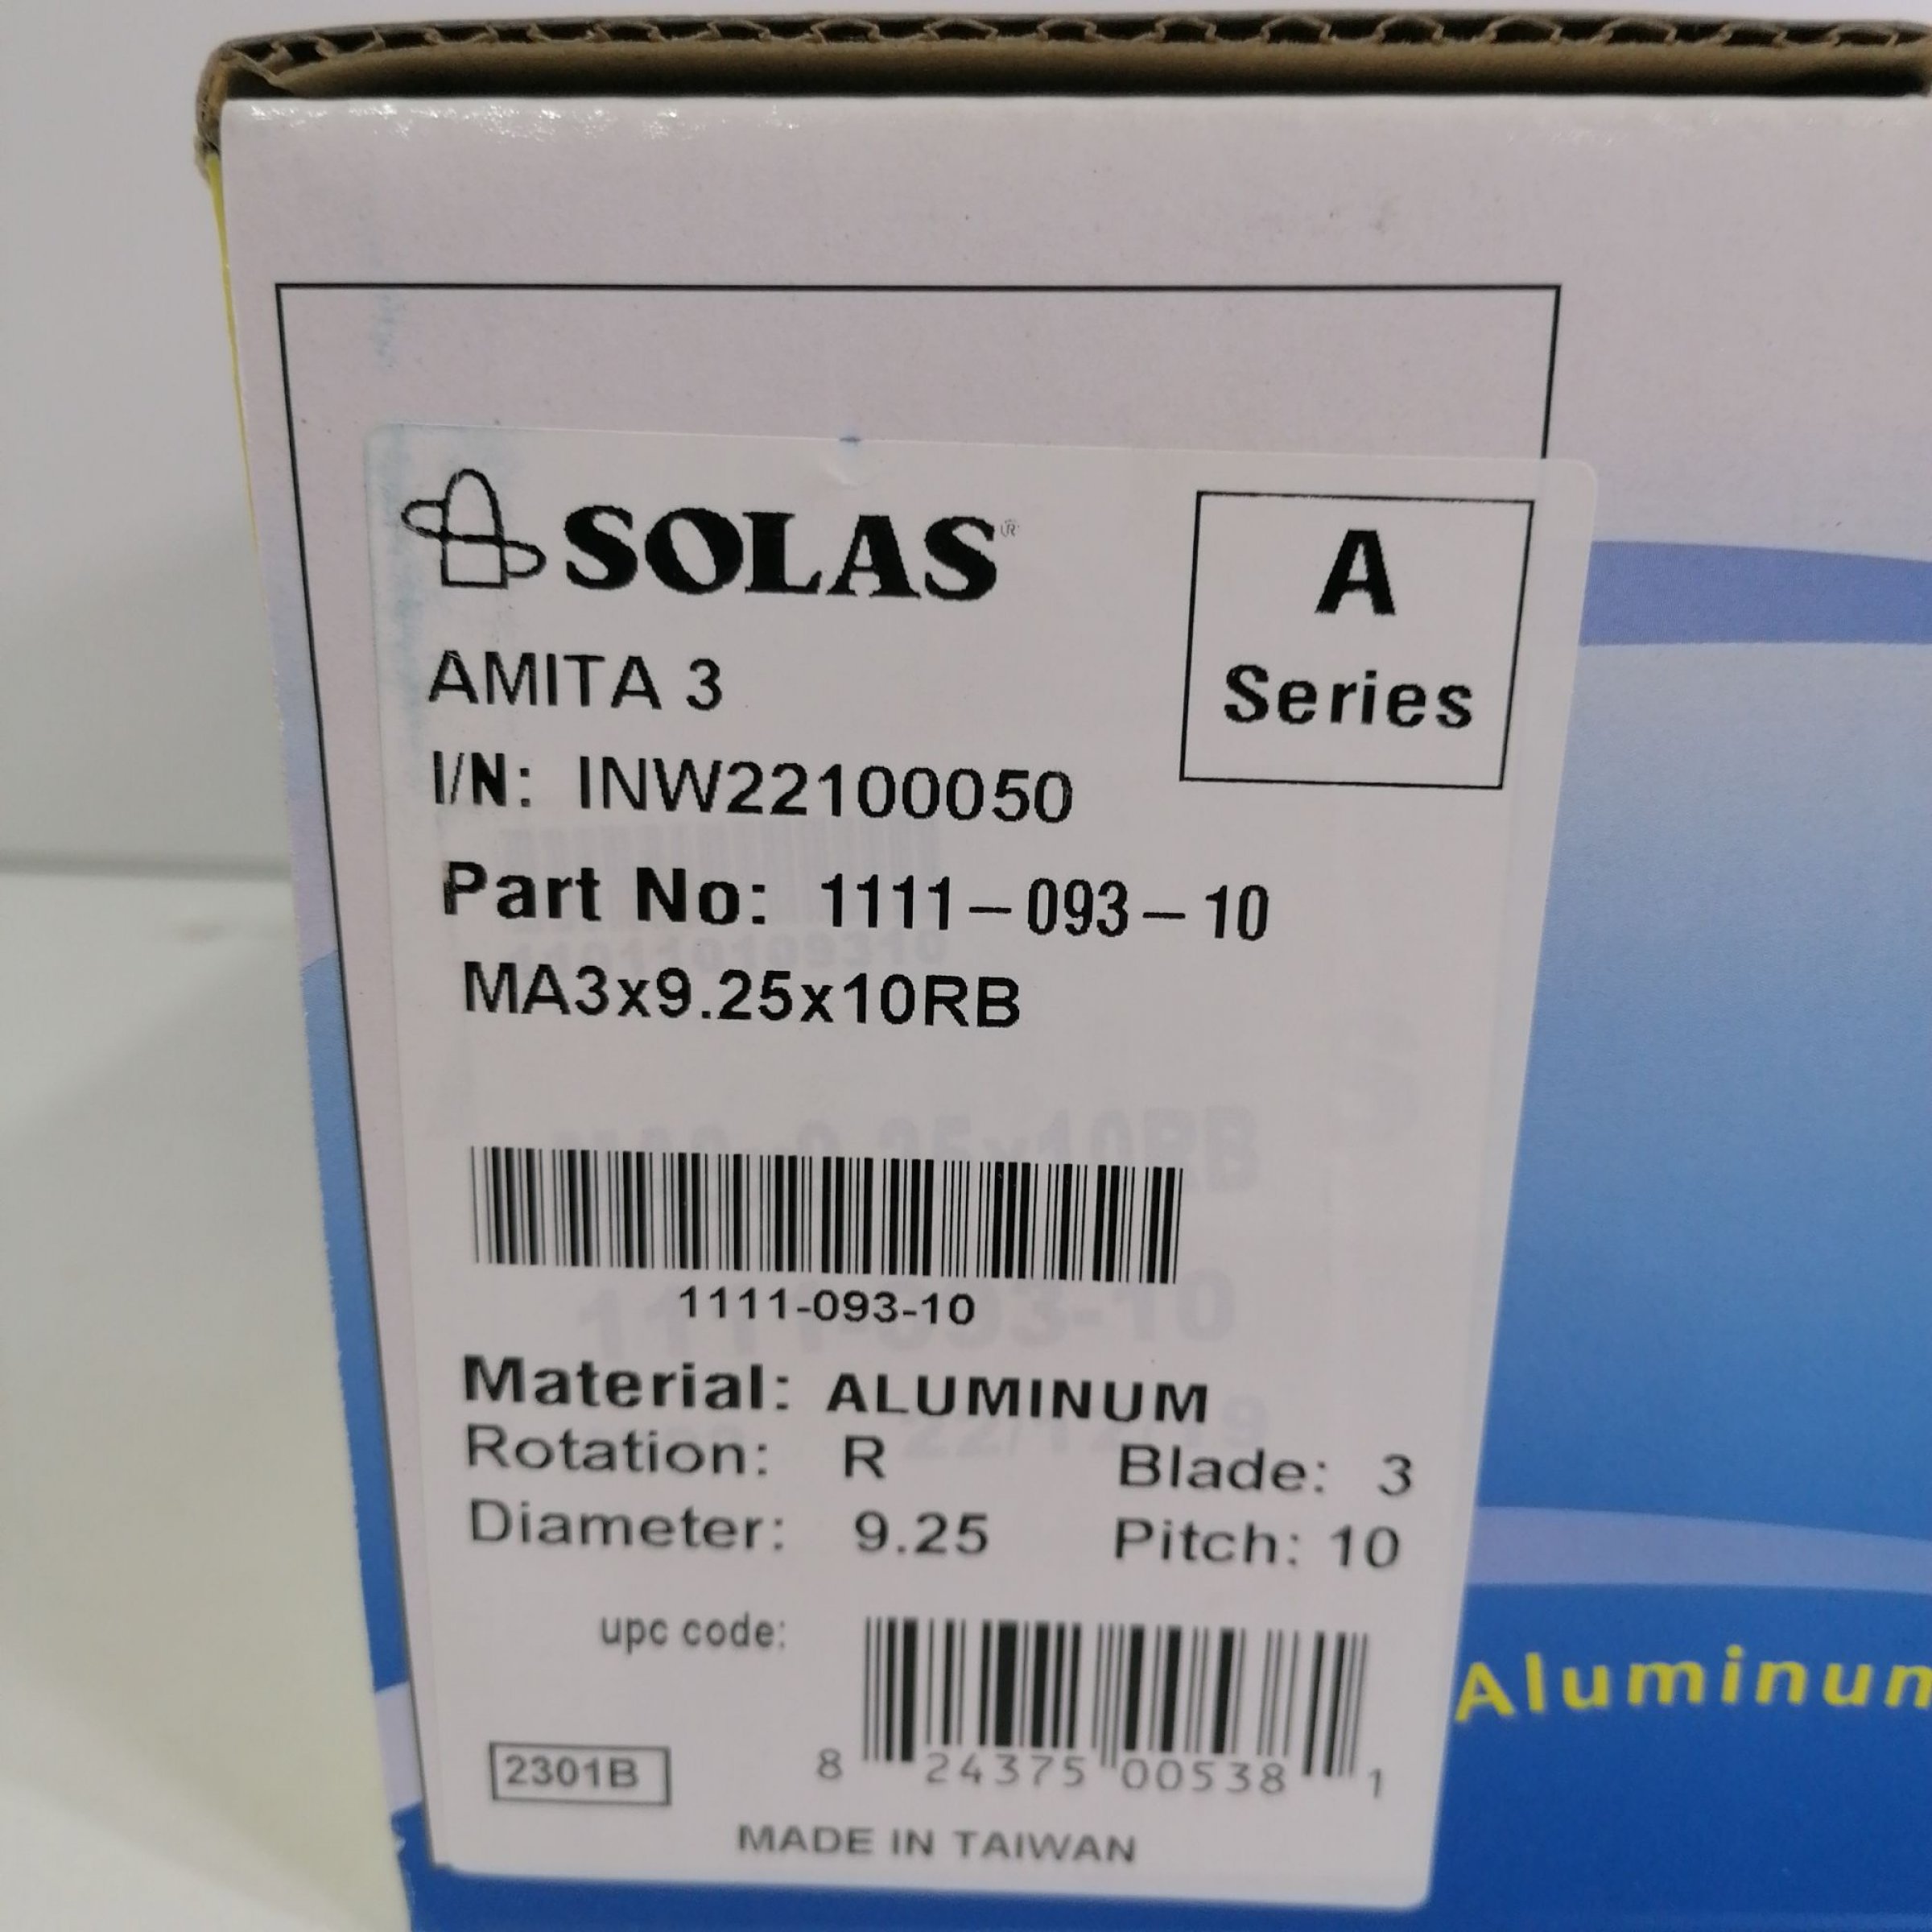 SOLAS®
A
Series
AMITA 3
I/N: INW22100050
Part No: 1111-093-10
MA3x9.25x10RB
1111-093-10
Material: ALUMINUM
Rotation: R Blade: 3
Diameter: 9.25 Pitch: 10
upc code:
8 24375 00538 1
2301B
MADE IN TAIWAN
Aluminum